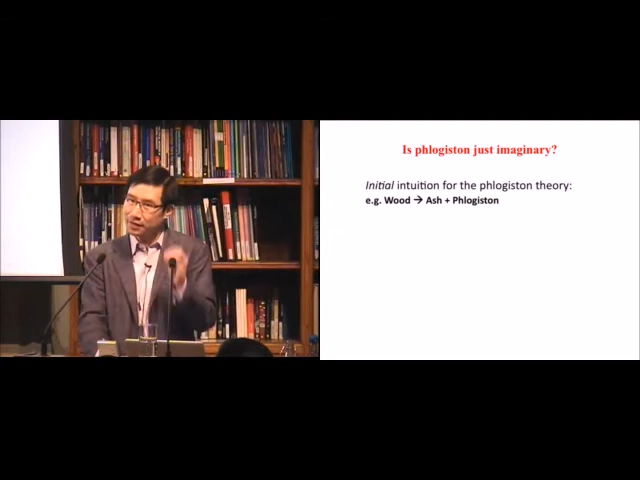 Is phlogiston just imaginary?
Initial intuition for the phlogiston theory:
e.g. Wood → Ash + Phlogiston